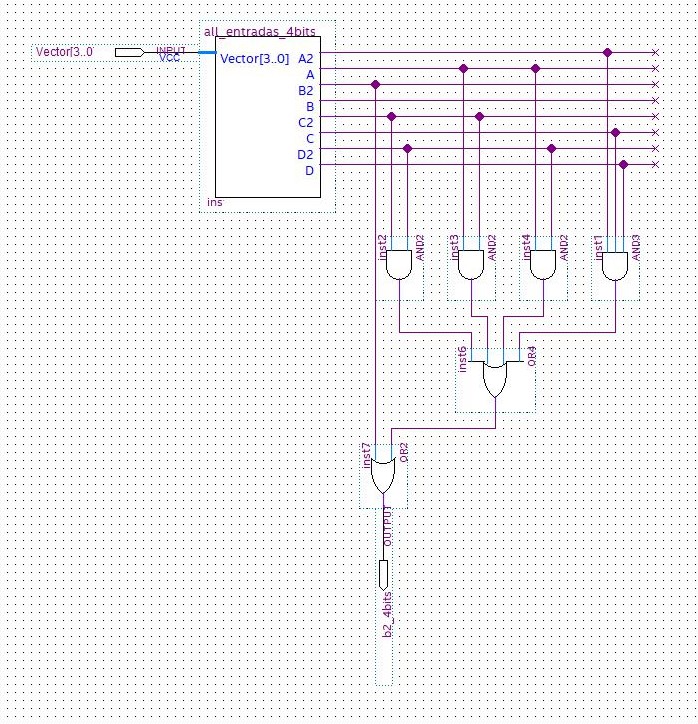 all_entradas_4bits
Vector[3..0
INPUT
VCC
Vector[3..0]
A2
A
B2
B
C2
C
D2
D
ins
inst2
AND2
inst3
AND2
inst4
AND2
inst1
AND3
inst6
OR4
inst7
OR2
OUTPUT
b2_4bits